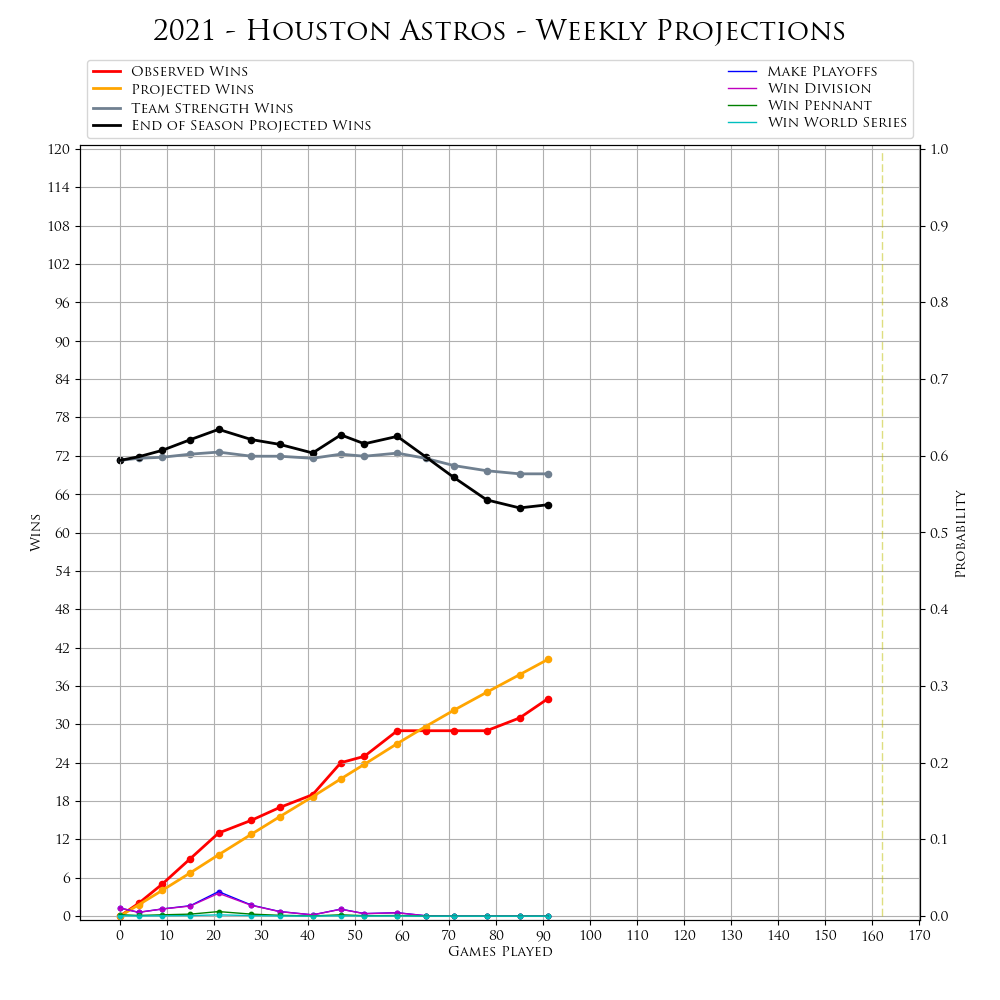 2021 - Houston Astros - Weekly Projections
Observed Wins
Projected Wins
Team Strength Wins
End of Season Projected Wins
Make Playoffs
Win Division
Win Pennant
Win World Series
120
114
108
102
96
90
84
78
72
66
60
54
48
42
36
30
24
18
12
6
0
Wins
1.0
0.9
0.8
0.7
0.6
0.5
0.4
0.3
0.2
0.1
0.0
Probability
0 10 20 30 40 50 60 70 80 90 100 110 120 130 140 150 160 170
Games Played